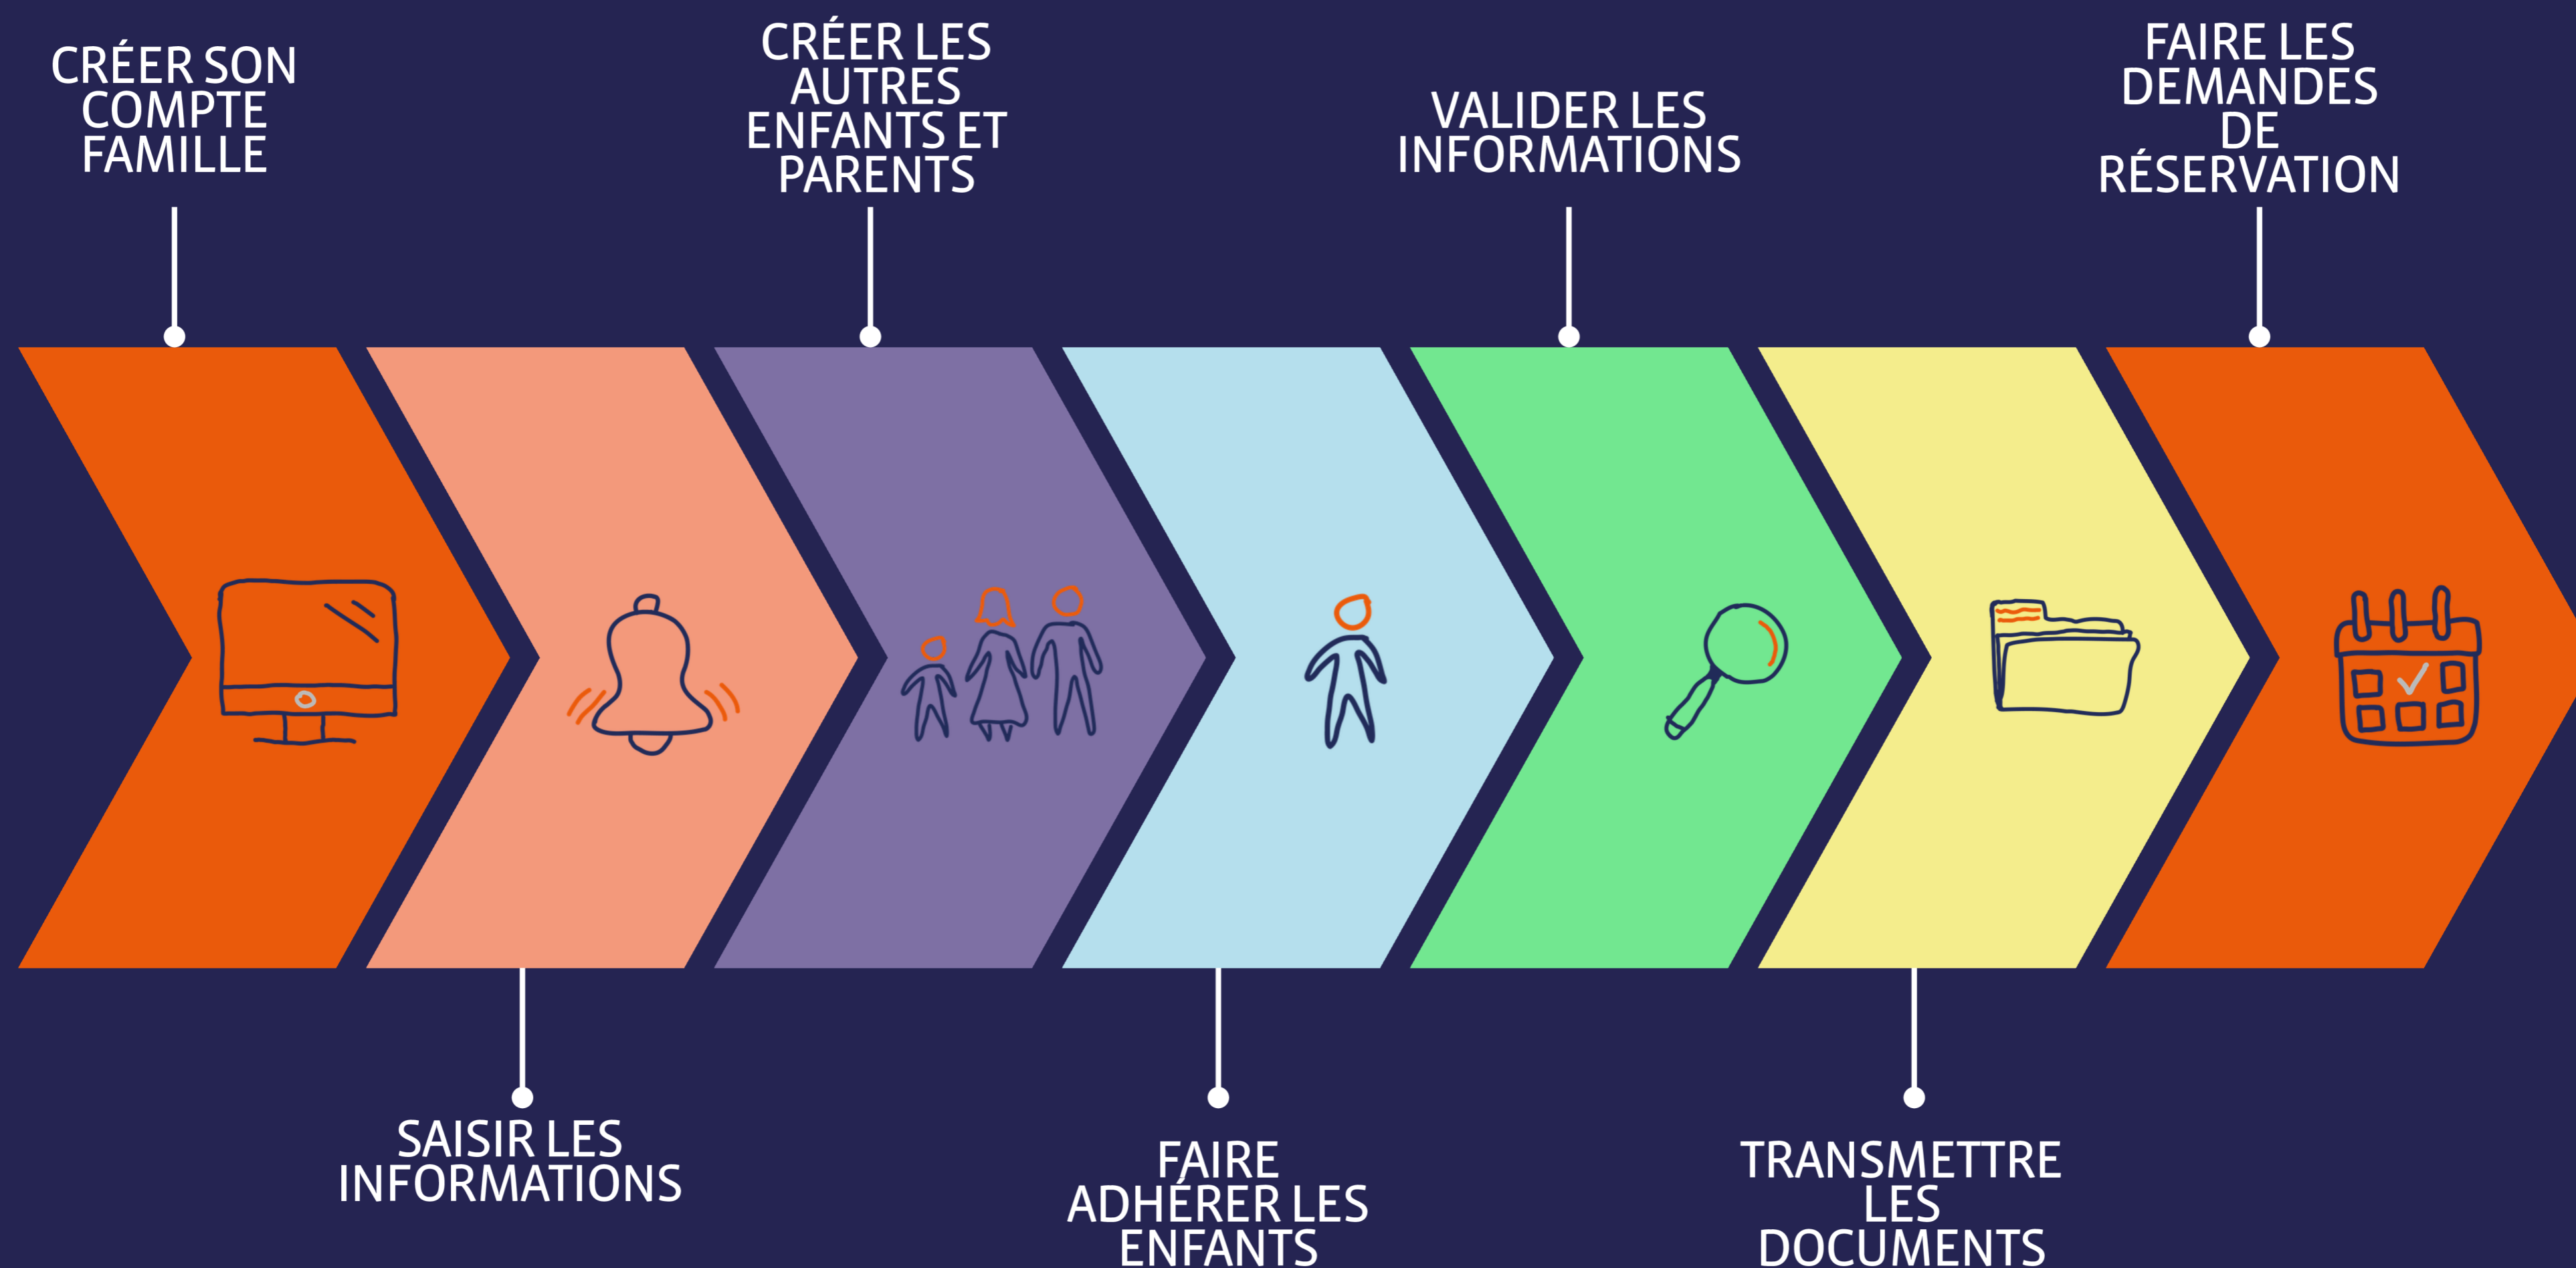 CRÉER SON
COMPTE
FAMILLE
SAISIR LES
INFORMATIONS
CRÉER LES
AUTRES
ENFANTS ET
PARENTS
FAIRE
ADHÉRER LES
ENFANTS
VALIDER LES
INFORMATIONS
TRANSMETTRE
LES
DOCUMENTS
FAIRE LES
DEMANDES
DE
RÉSERVATION